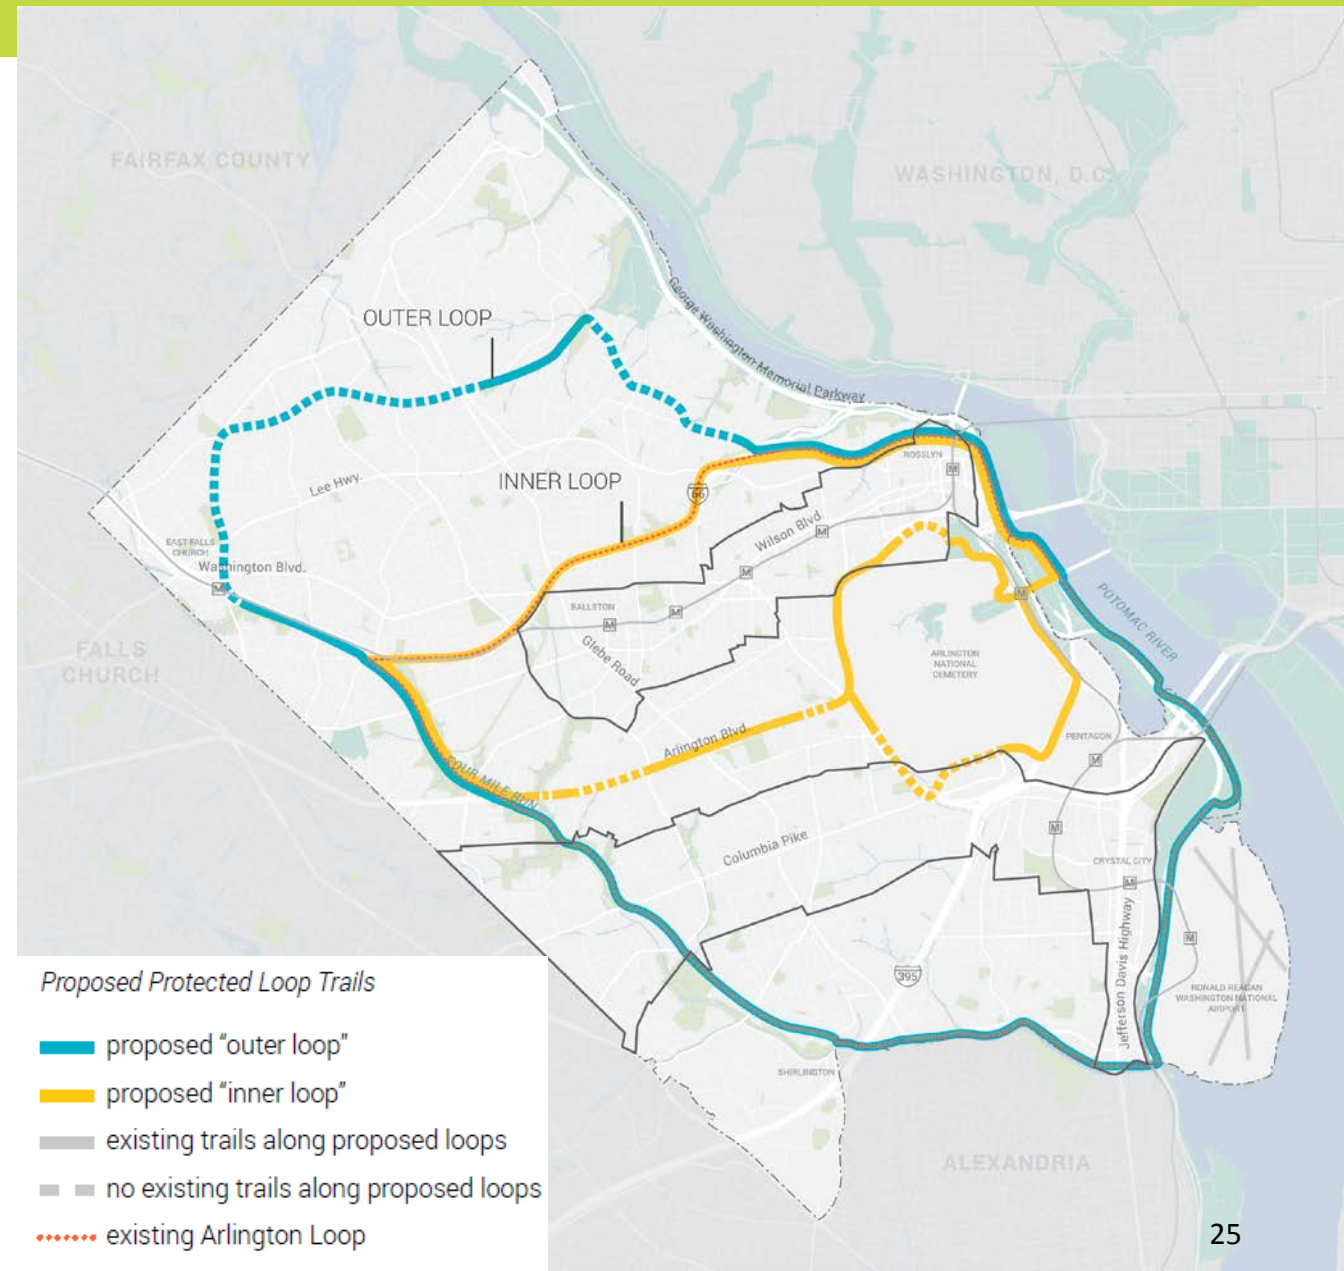 FAIRFAX COUNTY
WASHINGTON, D.C.
OUTER LOOP
George Washington Memorial Parkway
INNER LOOP
Lee Hwy.
66
ROSSLYN
M
Wilson Blvd.
M
M
M
M
BALLSTON
Glebe Road
EAST FALLS
CHURCH
Washington Blvd.
M
FALLS
CHURCH
M
POTOMAC RIVER
ARLINGTON
NATIONAL
CEMETERY
Arlington Blvd.
FOUR MILE RUN
PENTAGON
M
M
Columbia Pike
CRYSTAL CITY
M
M
Jefferson Davis Highway
395
RONALD REAGAN
WASHINGTON NATIONAL
AIRPORT
SHIRLINGTON
ALEXANDRIA
Proposed Protected Loop Trails
proposed “outer loop”
proposed “inner loop”
existing trails along proposed loops
no existing trails along proposed loops
existing Arlington Loop
25